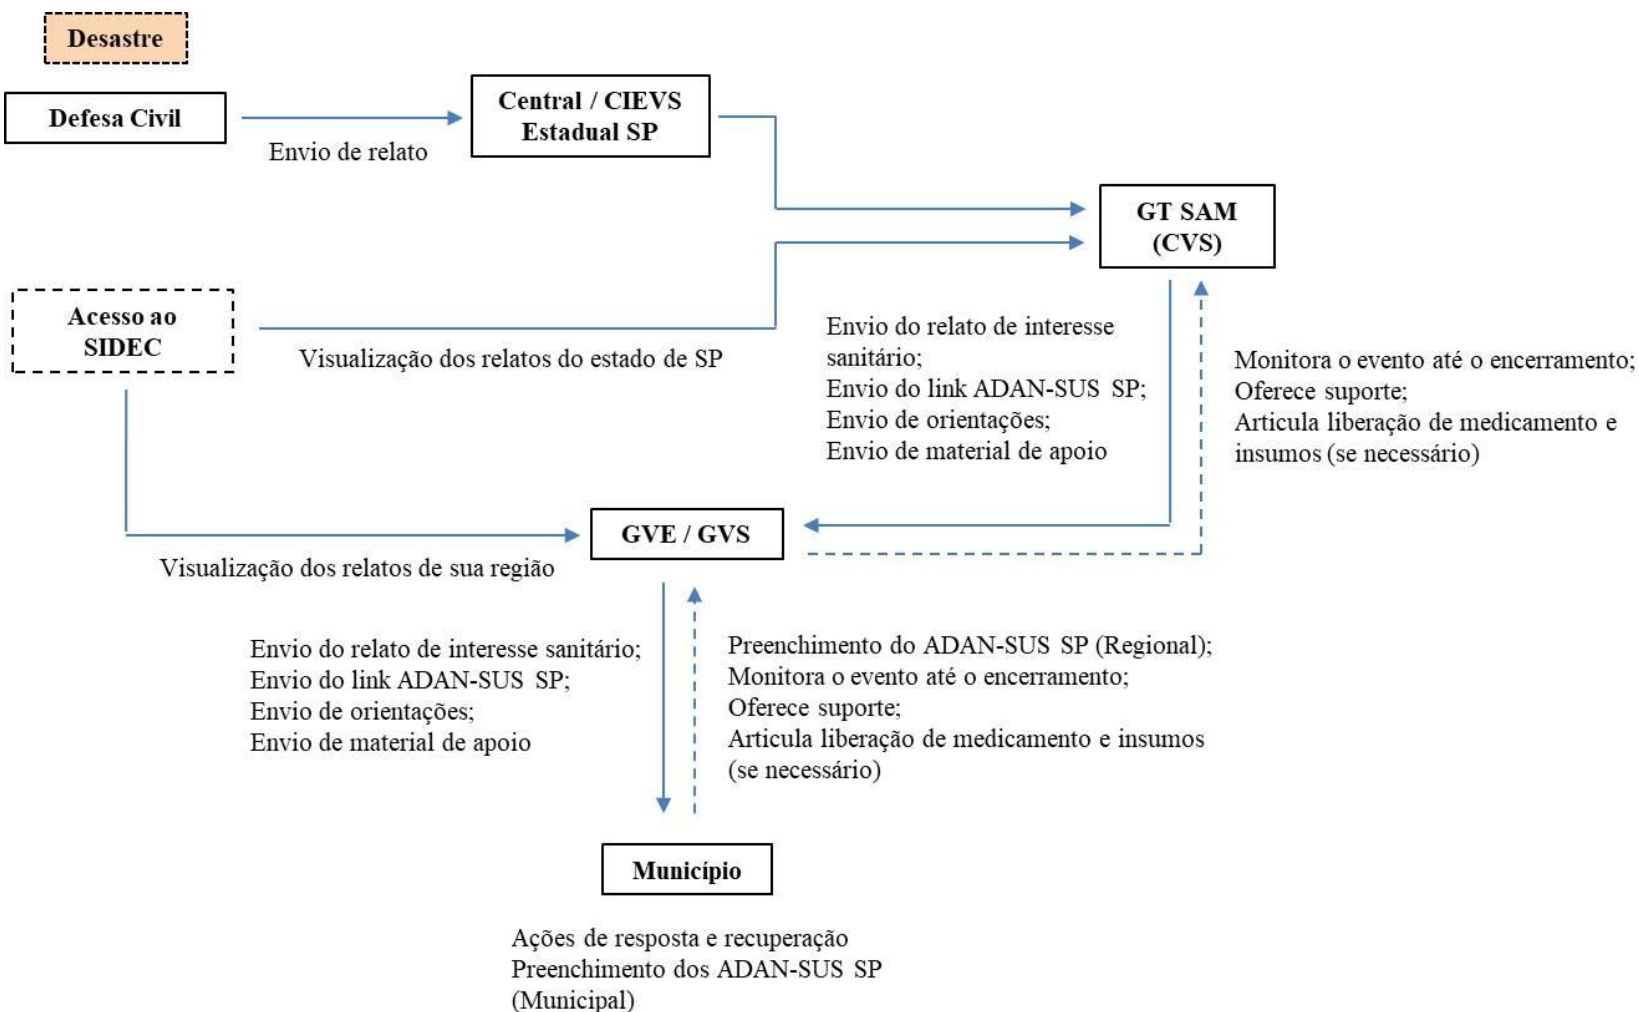 Desastre
Defesa Civil
Envio de relato
Central / CIEVS
Estadual SP
GT SAM
(CVS)
Acesso ao
SIDEC
Visualização dos relatos do estado de SP
Envio do relato de interesse
sanitário;
Envio do link ADAN-SUS SP;
Envio de orientações;
Envio de material de apoio
Monitora o evento até o encerramento;
Oferece suporte;
Articula liberação de medicamento e
insumos (se necessário)
GVE / GVS
Visualização dos relatos de sua região
Envio do relato de interesse sanitário;
Envio do link ADAN-SUS SP;
Envio de orientações;
Envio de material de apoio
Preenchimento do ADAN-SUS SP (Regional);
Monitora o evento até o encerramento;
Oferece suporte;
Articula liberação de medicamento e insumos
(se necessário)
Município
Ações de resposta e recuperação
Preenchimento dos ADAN-SUS SP
(Municipal)